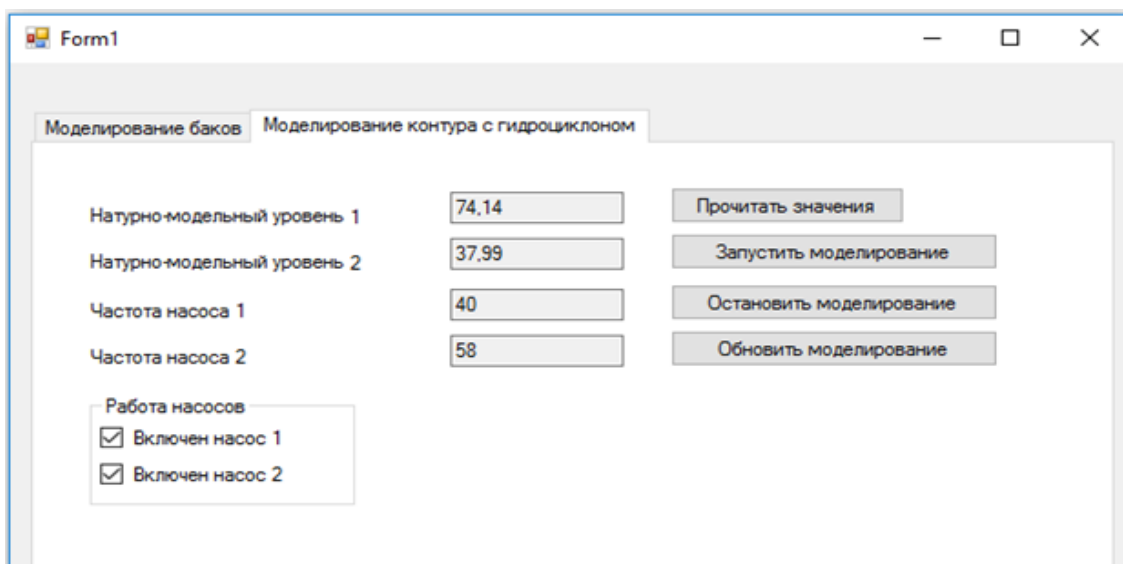 Form1
Моделирование баков
Моделирование контура с гидроциклоном
Натурно-модельный уровень 1
74,14
Прочитать значения
Натурно-модельный уровень 2
37,99
Запустить моделирование
Частота насоса 1
40
Остановить моделирование
Частота насоса 2
58
Обновить моделирование
Работа насосов
Включен насос 1
Включен насос 2